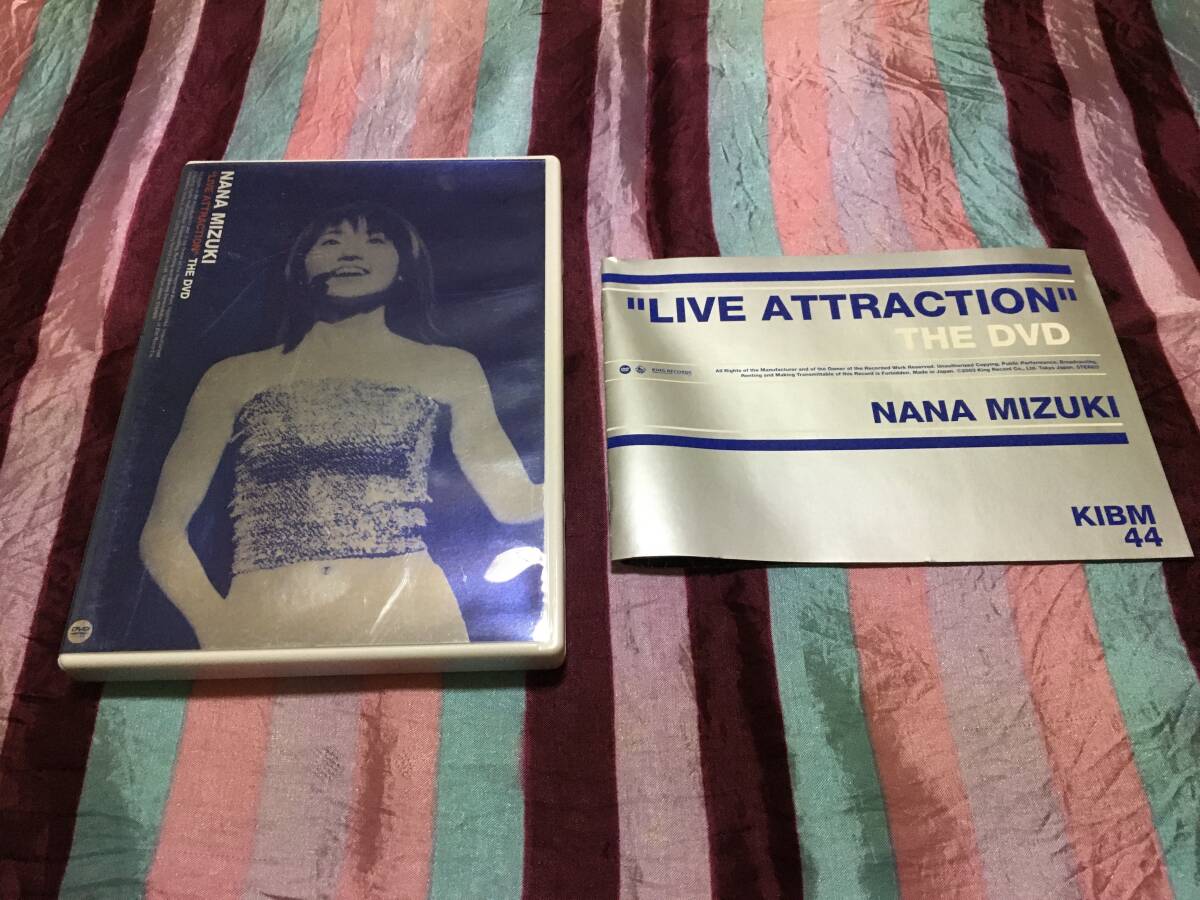 NANA MIZUKI
"LIVE ATTRACTION" THE DVD
DVD
"LIVE ATTRACTION"
THE DVD
KING RECORDS
All Rights of the Manufacturer and of the Owner of the Recorded Work Reserved. Unauthorized Copying, Public Performance, Broadcasting,
Renting and Making Transmittable of this Record is Forbidden. Made in Japan. ©2003 King Record Co., Ltd. Tokyo Japan. STEREO
NANA MIZUKI
KIBM
44